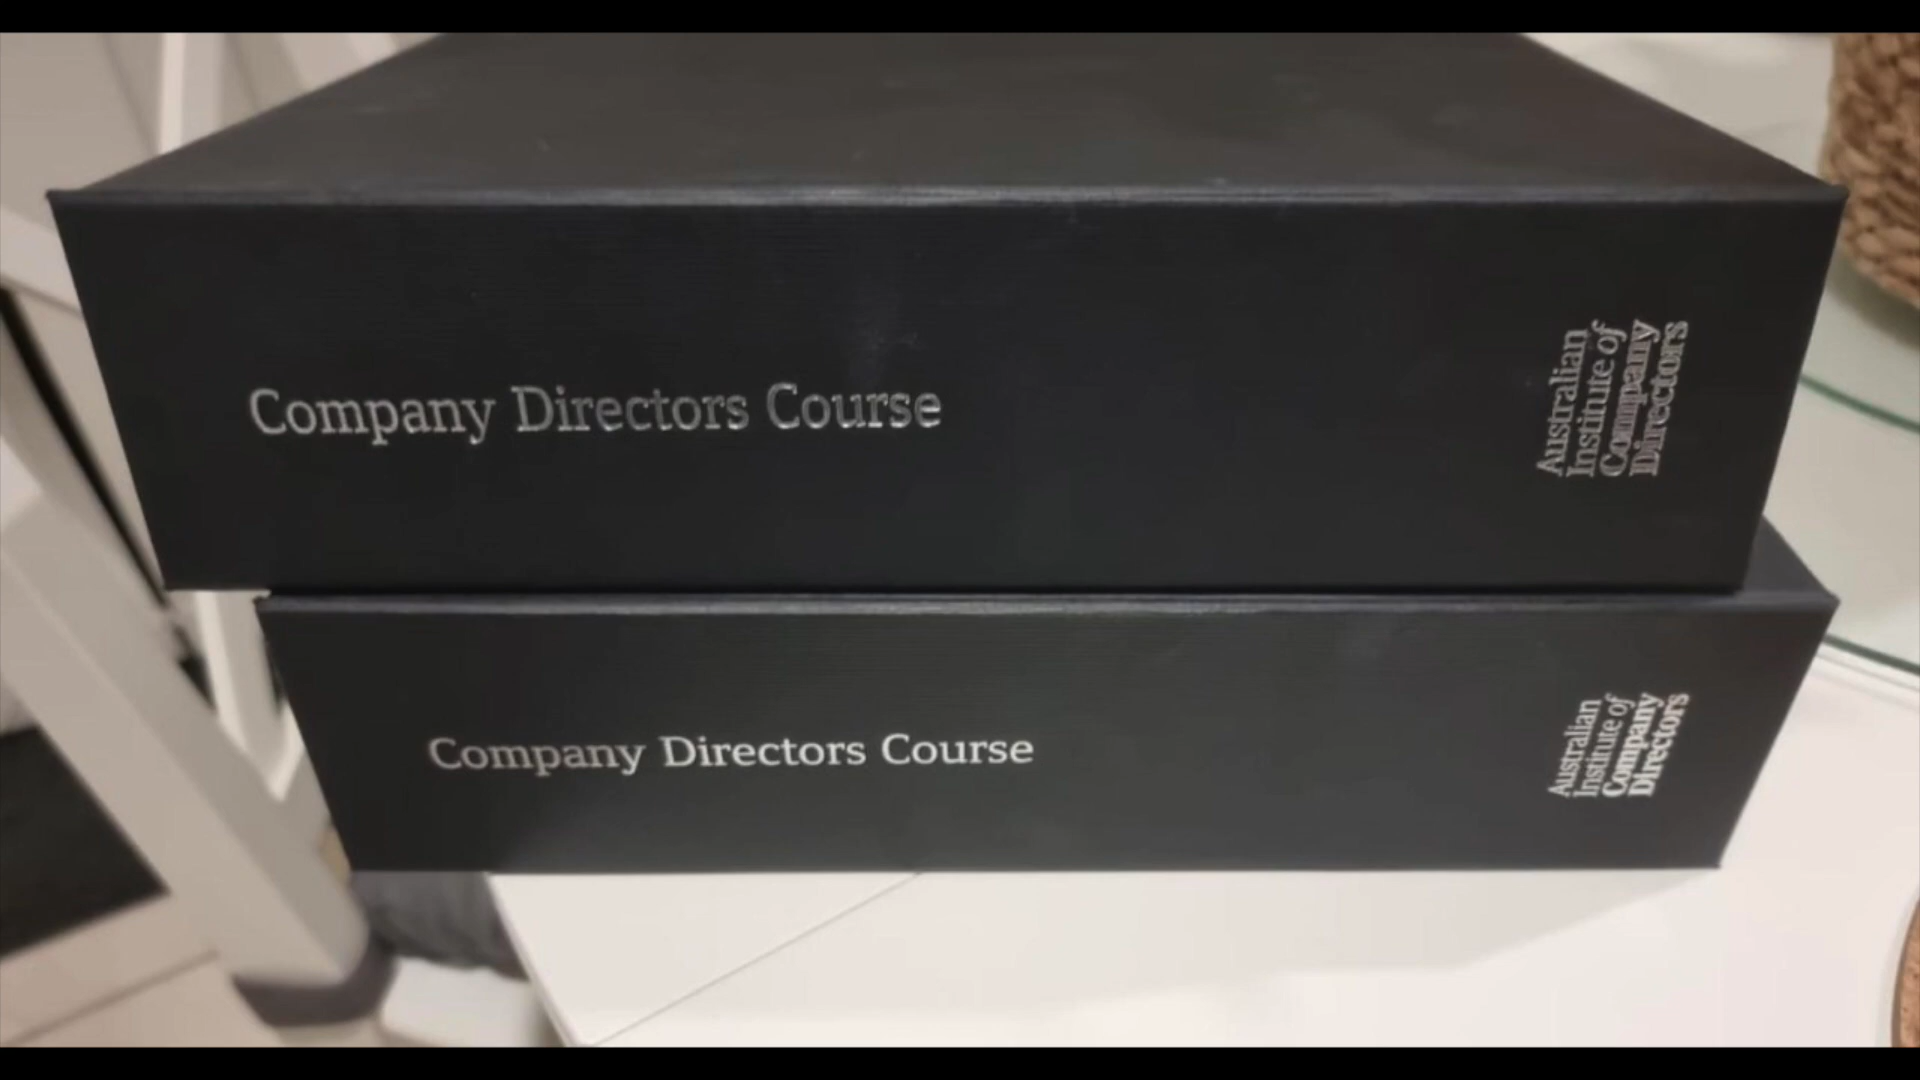 Company Directors Course
Australian
Institute of
Company
Directors
Company Directors Course
Australian
Institute of
Company
Directors